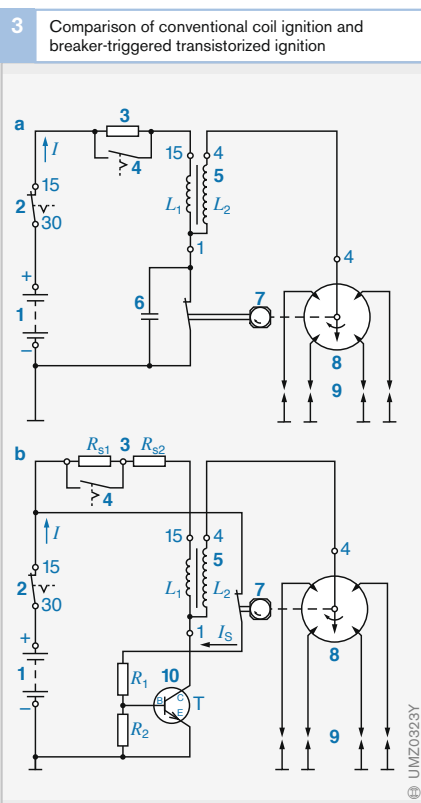 3
Comparison of conventional coil ignition and
breaker-triggered transistorized ignition
a
3
I
4
15
4
5
L1
L2
15
2
30
1
4
+
1
–
6
7
8
9
b
Rs1
3
Rs2
4
I
15
4
5
4
15
2
30
L1
L2
7
1
IS
+
1
–
R1
10
B
C
E
T
R2
8
9
© UMZ0323Y